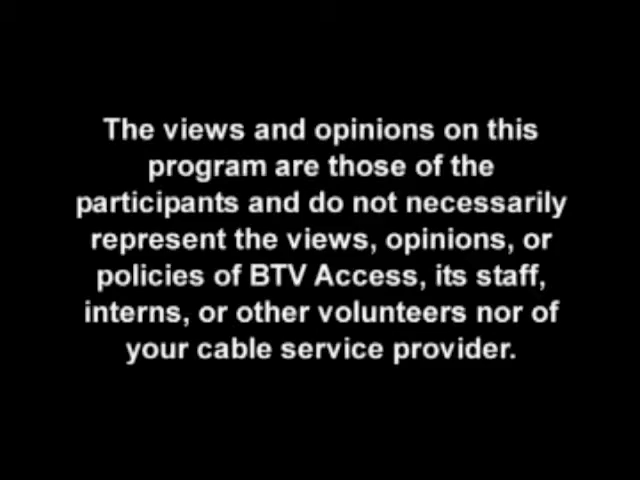 The views and opinions on this
program are those of the
participants and do not necessarily
represent the views, opinions, or
policies of BTV Access, its staff,
interns, or other volunteers nor of
your cable service provider.